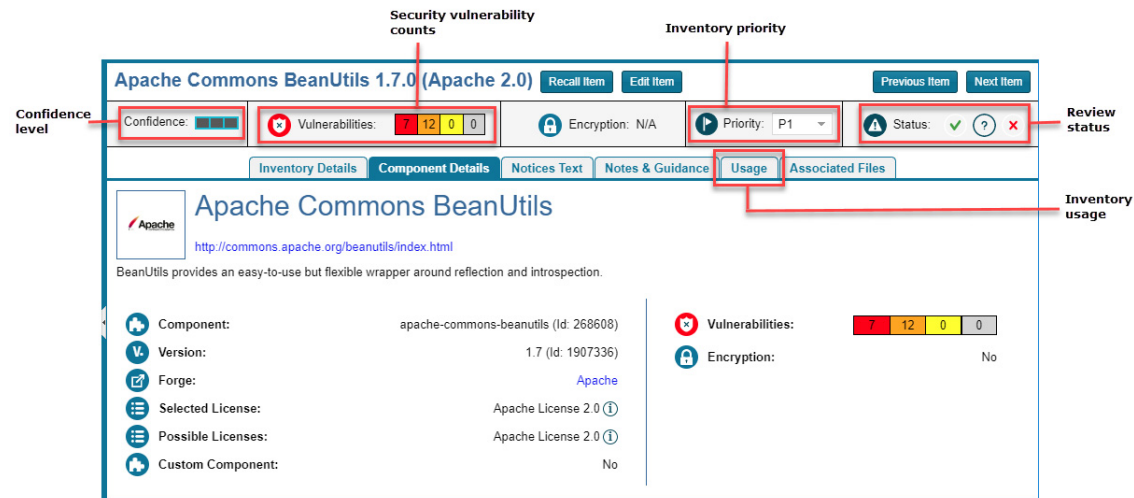 Security vulnerability
counts
Inventory priority
Apache Commons BeanUtils 1.7.0 (Apache 2.0) Recall Item Edit Item Previous Item Next Item
Confidence
level
Confidence: Vulnerabilities: 7 12 0 0 Encryption: N/A Priority: P1 Status: ?
Review
status
Inventory Details Component Details Notices Text Notes & Guidance Usage Associated Files
Inventory
usage
Apache
Apache Commons BeanUtils
http://commons.apache.org/beanutils/index.html
BeanUtils provides an easy-to-use but flexible wrapper around reflection and introspection.
Component: apache-commons-beanutils (Id: 268608)
V. Version: 1.7 (Id: 1907336)
Forge: Apache
Selected License: Apache License 2.0 i
Possible Licenses: Apache License 2.0 i
Custom Component: No
Vulnerabilities: 7 12 0 0
Encryption: No